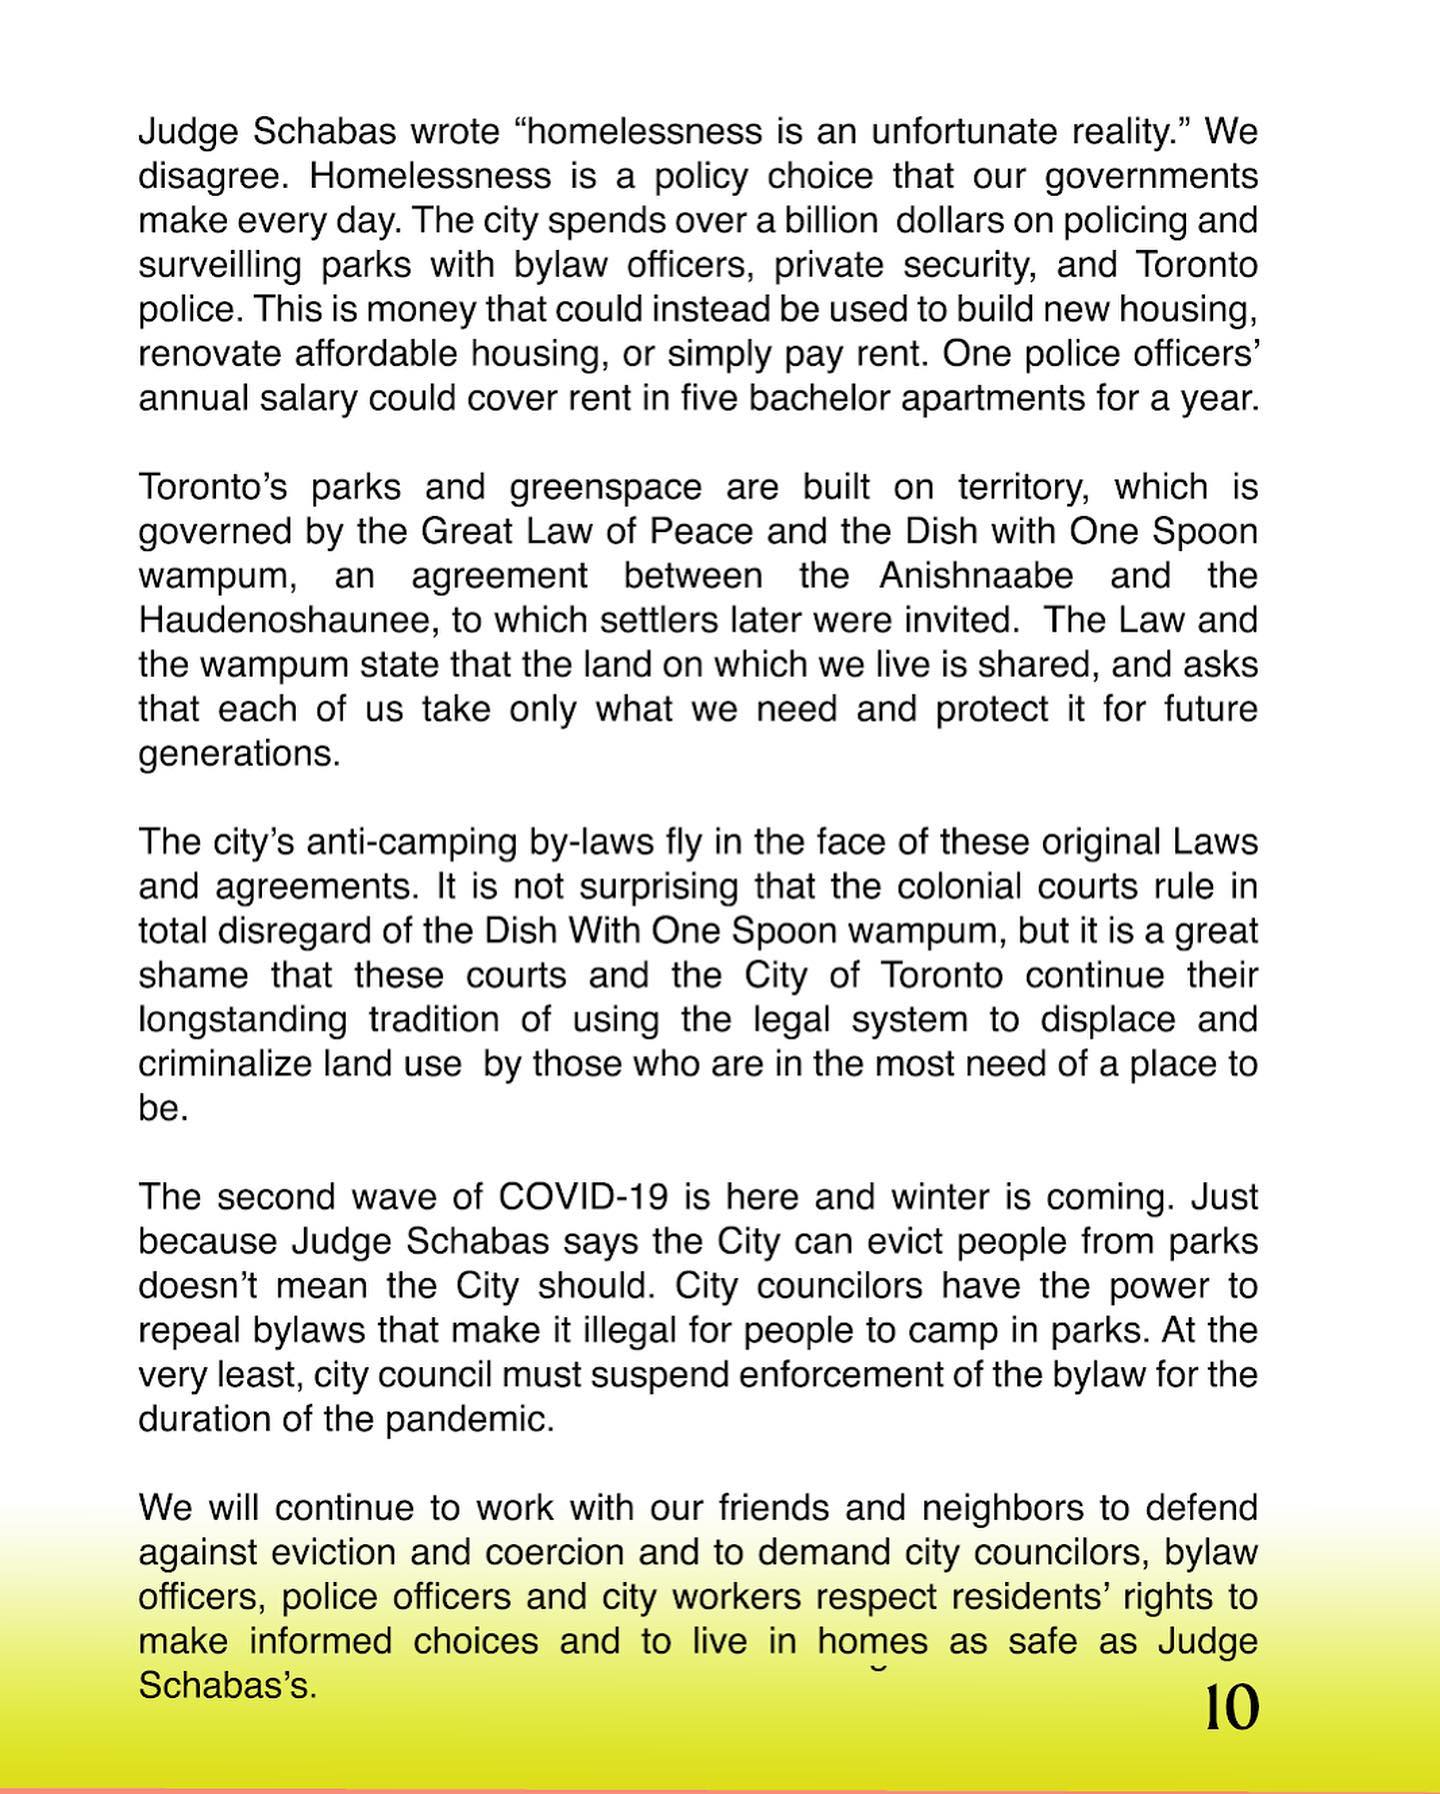 Judge Schabas wrote “homelessness is an unfortunate reality.” We
disagree. Homelessness is a policy choice that our governments
make every day. The city spends over a billion  dollars on policing and
surveilling parks with bylaw officers, private security, and Toronto
police. This is money that could instead be used to build new housing,
renovate affordable housing, or simply pay rent. One police officers’
annual salary could cover rent in five bachelor apartments for a year.
Toronto’s parks and greenspace are built on territory, which is
governed by the Great Law of Peace and the Dish with One Spoon
wampum, an agreement between the Anishnaabe and the
Haudenoshaunee, to which settlers later were invited.  The Law and
the wampum state that the land on which we live is shared, and asks
that each of us take only what we need and protect it for future
generations.
The city’s anti-camping by-laws fly in the face of these original Laws
and agreements. It is not surprising that the colonial courts rule in
total disregard of the Dish With One Spoon wampum, but it is a great
shame that these courts and the City of Toronto continue their
longstanding tradition of using the legal system to displace and
criminalize land use  by those who are in the most need of a place to
be.
The second wave of COVID-19 is here and winter is coming. Just
because Judge Schabas says the City can evict people from parks
doesn’t mean the City should. City councilors have the power to
repeal bylaws that make it illegal for people to camp in parks. At the
very least, city council must suspend enforcement of the bylaw for the
duration of the pandemic.
We will continue to work with our friends and neighbors to defend
against eviction and coercion and to demand city councilors, bylaw
officers, police officers and city workers respect residents’ rights to
make informed choices and to live in homes as safe as Judge
Schabas’s.
10